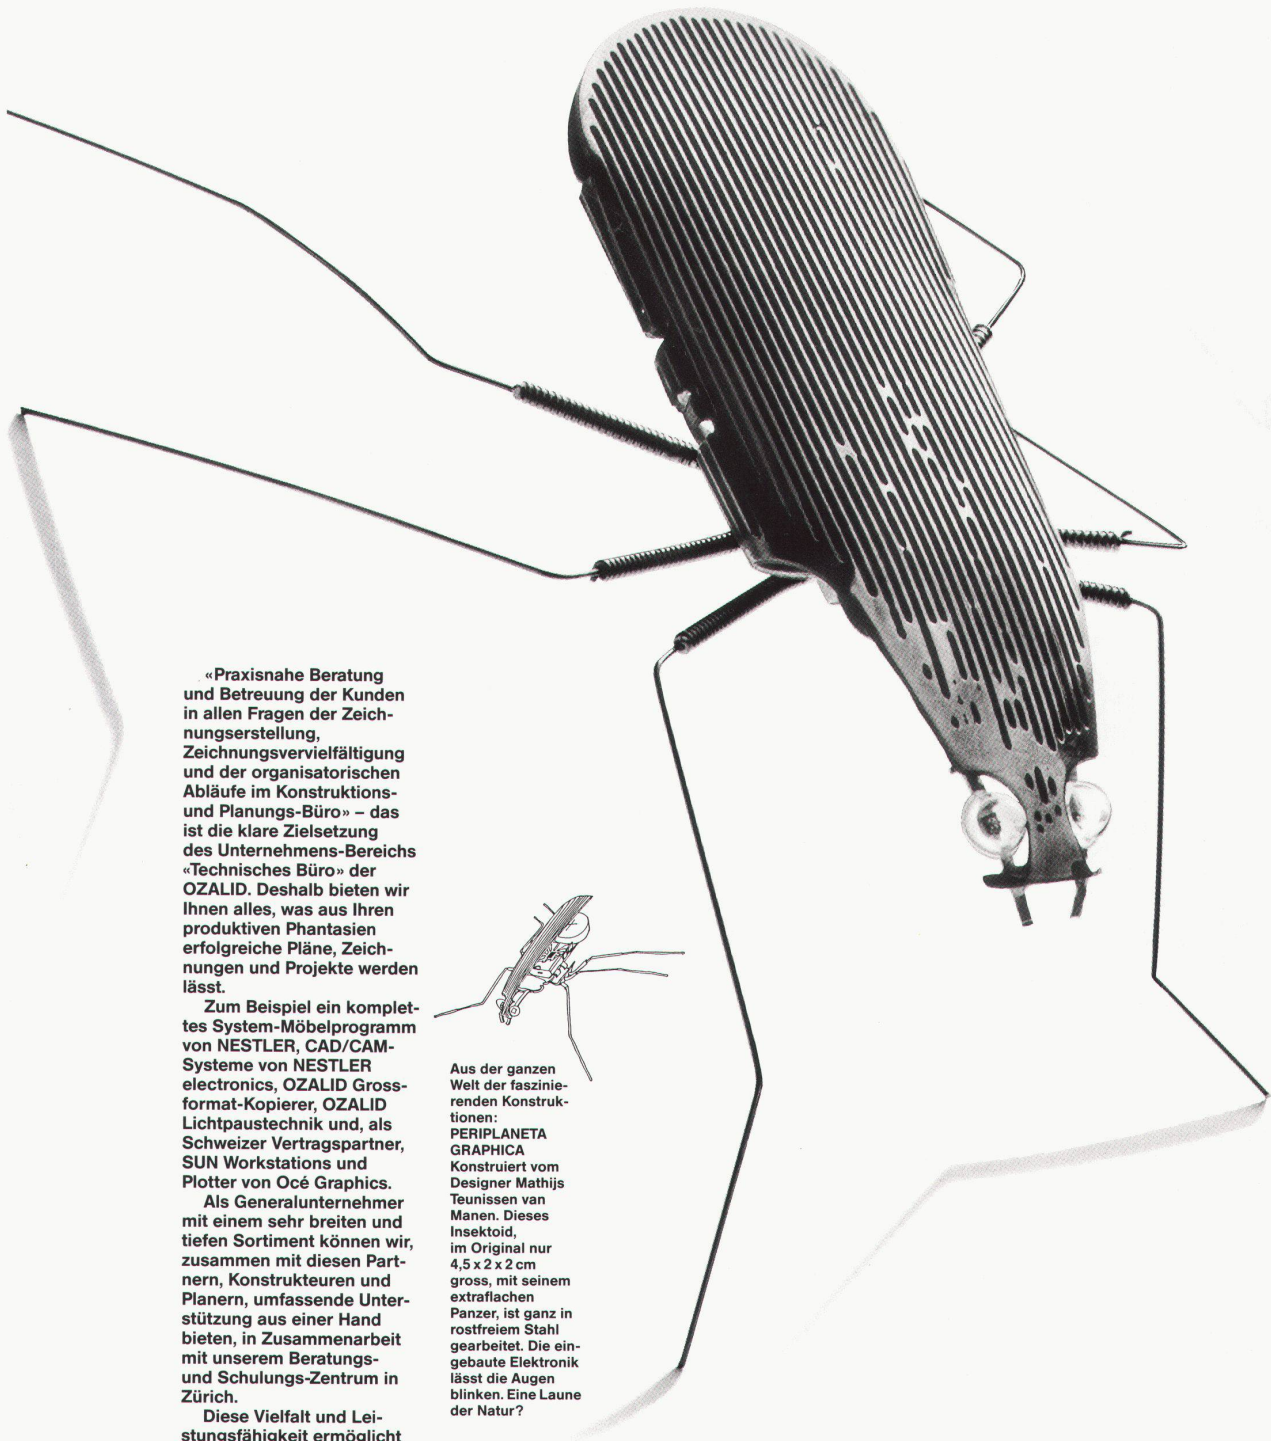 «Praxisnahe Beratung
und Betreuung der Kunden
in allen Fragen der Zeich-
nungserstellung,
Zeichnungsvervielfältigung
und der organisatorischen
Abläufe im Konstruktions-
und Planungs-Büro» – das
ist die klare Zielsetzung
des Unternehmens-Bereichs
«Technisches Büro» der
OZALID. Deshalb bieten wir
Ihnen alles, was aus Ihren
produktiven Phantasien
erfolgreiche Pläne, Zeich-
nungen und Projekte werden
lässt.
Zum Beispiel ein komplet-
tes System-Möbelprogramm
von NESTLER, CAD/CAM-
Systeme von NESTLER
electronics, OZALID Gross-
format-Kopierer, OZALID
Lichtpaustechnik und, als
Schweizer Vertragspartner,
SUN Workstations und
Plotter von Océ Graphics.
Als Generalunternehmer
mit einem sehr breiten und
tiefen Sortiment können wir,
zusammen mit diesen Part-
nern, Konstrukteuren und
Planern, umfassende Unter-
stützung aus einer Hand
bieten, in Zusammenarbeit
mit unserem Beratungs-
und Schulungs-Zentrum in
Zürich.
Diese Vielfalt und Lei-
stungsfähigkeit ermöglicht
Aus der ganzen
Welt der faszinie-
renden Konstruk-
tionen:
PERIPLANETA
GRAPHICA
Konstruiert vom
Designer Mathijs
Teunissen van
Manen. Dieses
Insektoid,
im Original nur
4,5 x 2 x 2 cm
gross, mit seinem
extraflachen
Panzer, ist ganz in
rostfreiem Stahl
gearbeitet. Die ein-
gebaute Elektronik
lässt die Augen
blinken. Eine Laune
der Natur?